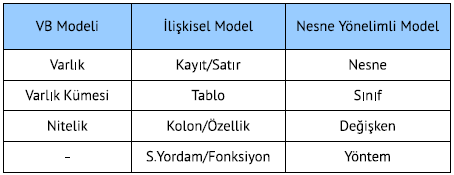 VB Modeli İlişkisel Model Nesne Yönelimli Model
Varlık Kayıt/Satır Nesne
Varlık Kümesi Tablo Sınıf
Nitelik Kolon/Özellik Değişken
– S.Yordam/Fonksiyon Yöntem